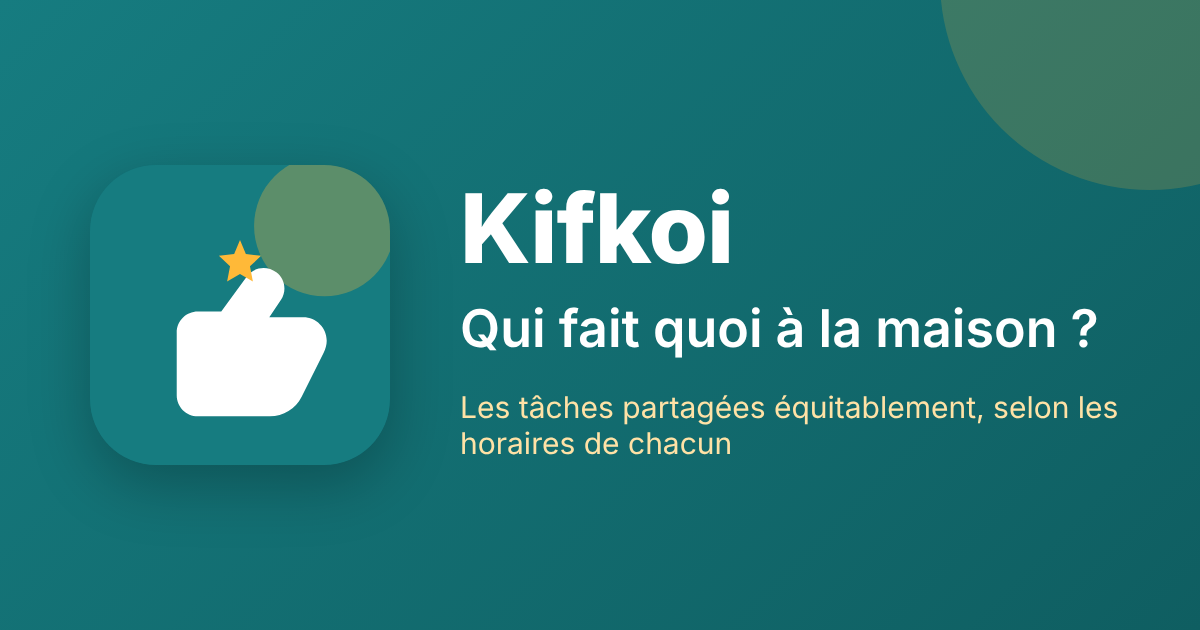 Kifkoi
Qui fait quoi à la maison ?
Les tâches partagées équitablement, selon les
horaires de chacun